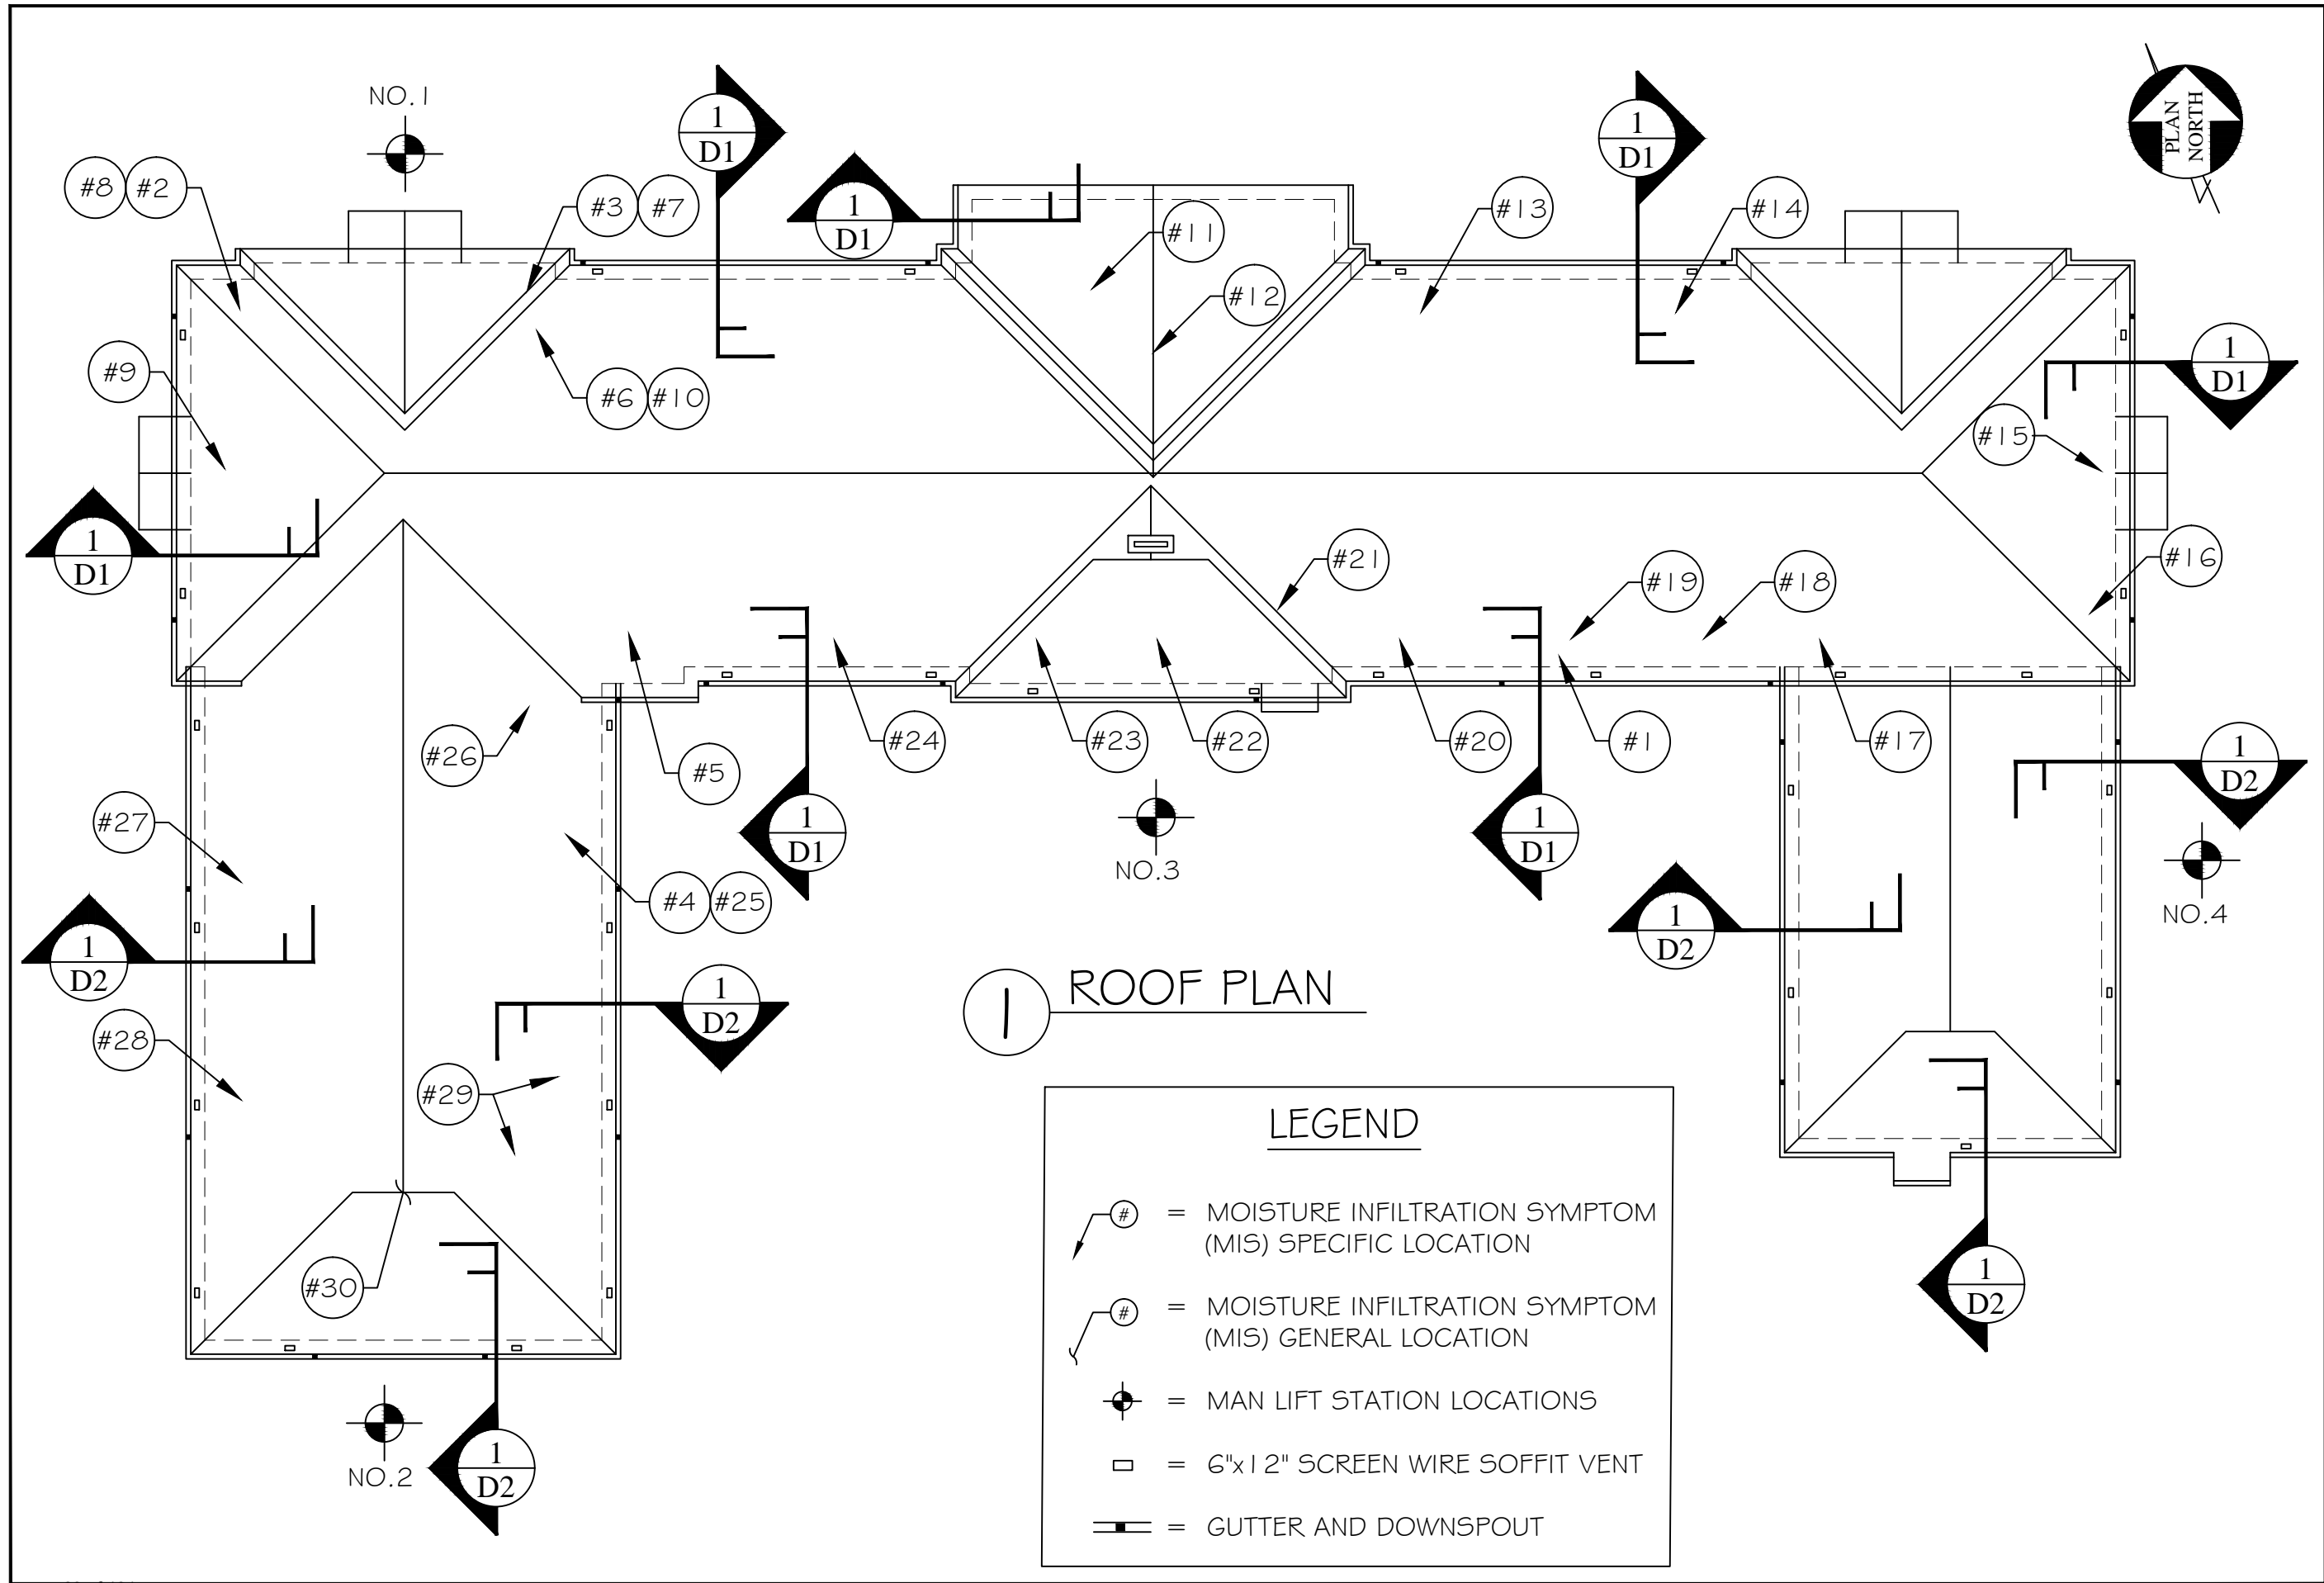 NO.1
1
D1
1
D1
PLAN
NORTH
#8 #2
#3 #7
1
D1
#11
#13
#14
#12
#9
#6 #10
1
D1
#15
1
D1
#21
#19
#18
#16
#26
#5
#24
#23
#22
#20
#1
#17
1
D2
#27
1
D1
NO.3
1
D1
NO.4
#4 #25
1
D2
1
D2
1
D2
1 ROOF PLAN
#28
#29
LEGEND
# = MOISTURE INFILTRATION SYMPTOM
(MIS) SPECIFIC LOCATION
# = MOISTURE INFILTRATION SYMPTOM
(MIS) GENERAL LOCATION
= MAN LIFT STATION LOCATIONS
= 6"x12" SCREEN WIRE SOFFIT VENT
= GUTTER AND DOWNSPOUT
#30
1
D2
NO.2
1
D2